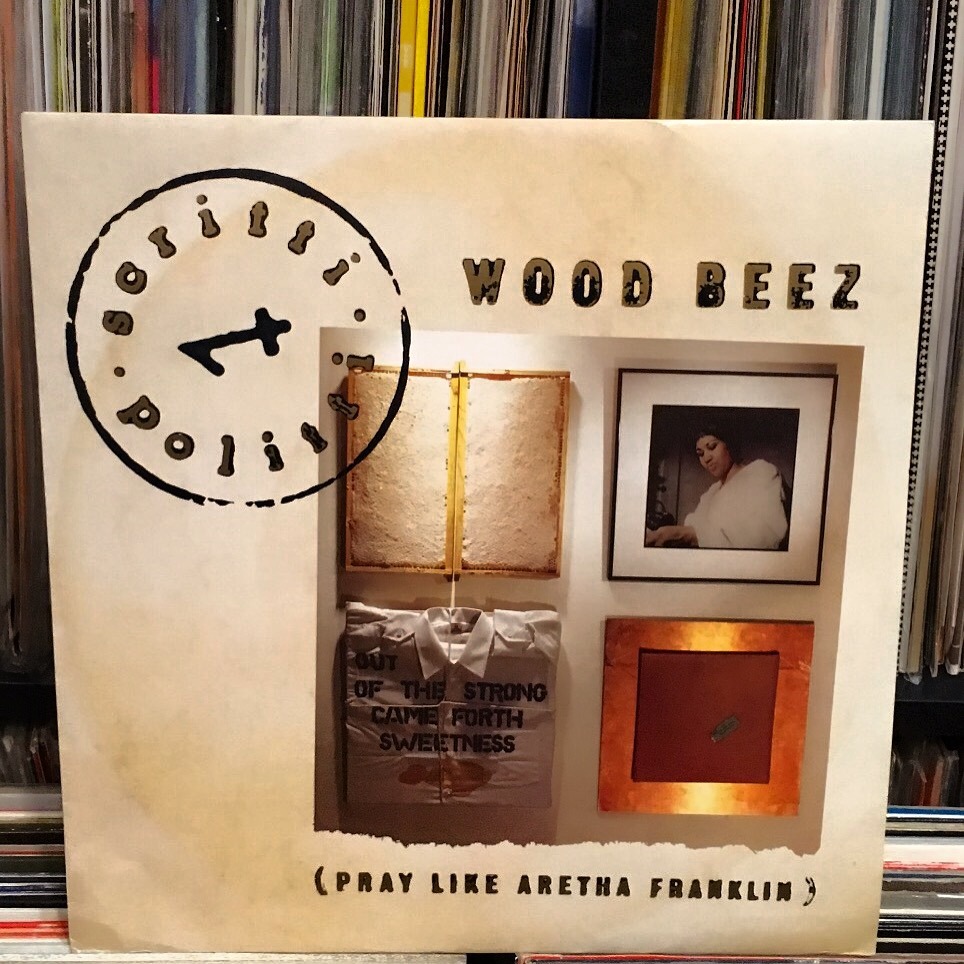 scritti
politti
WOOD BEEZ
OUT
OF THE STRONG
CAME FORTH
SWEETNESS
(PRAY LIKE ARETHA FRANKLIN)